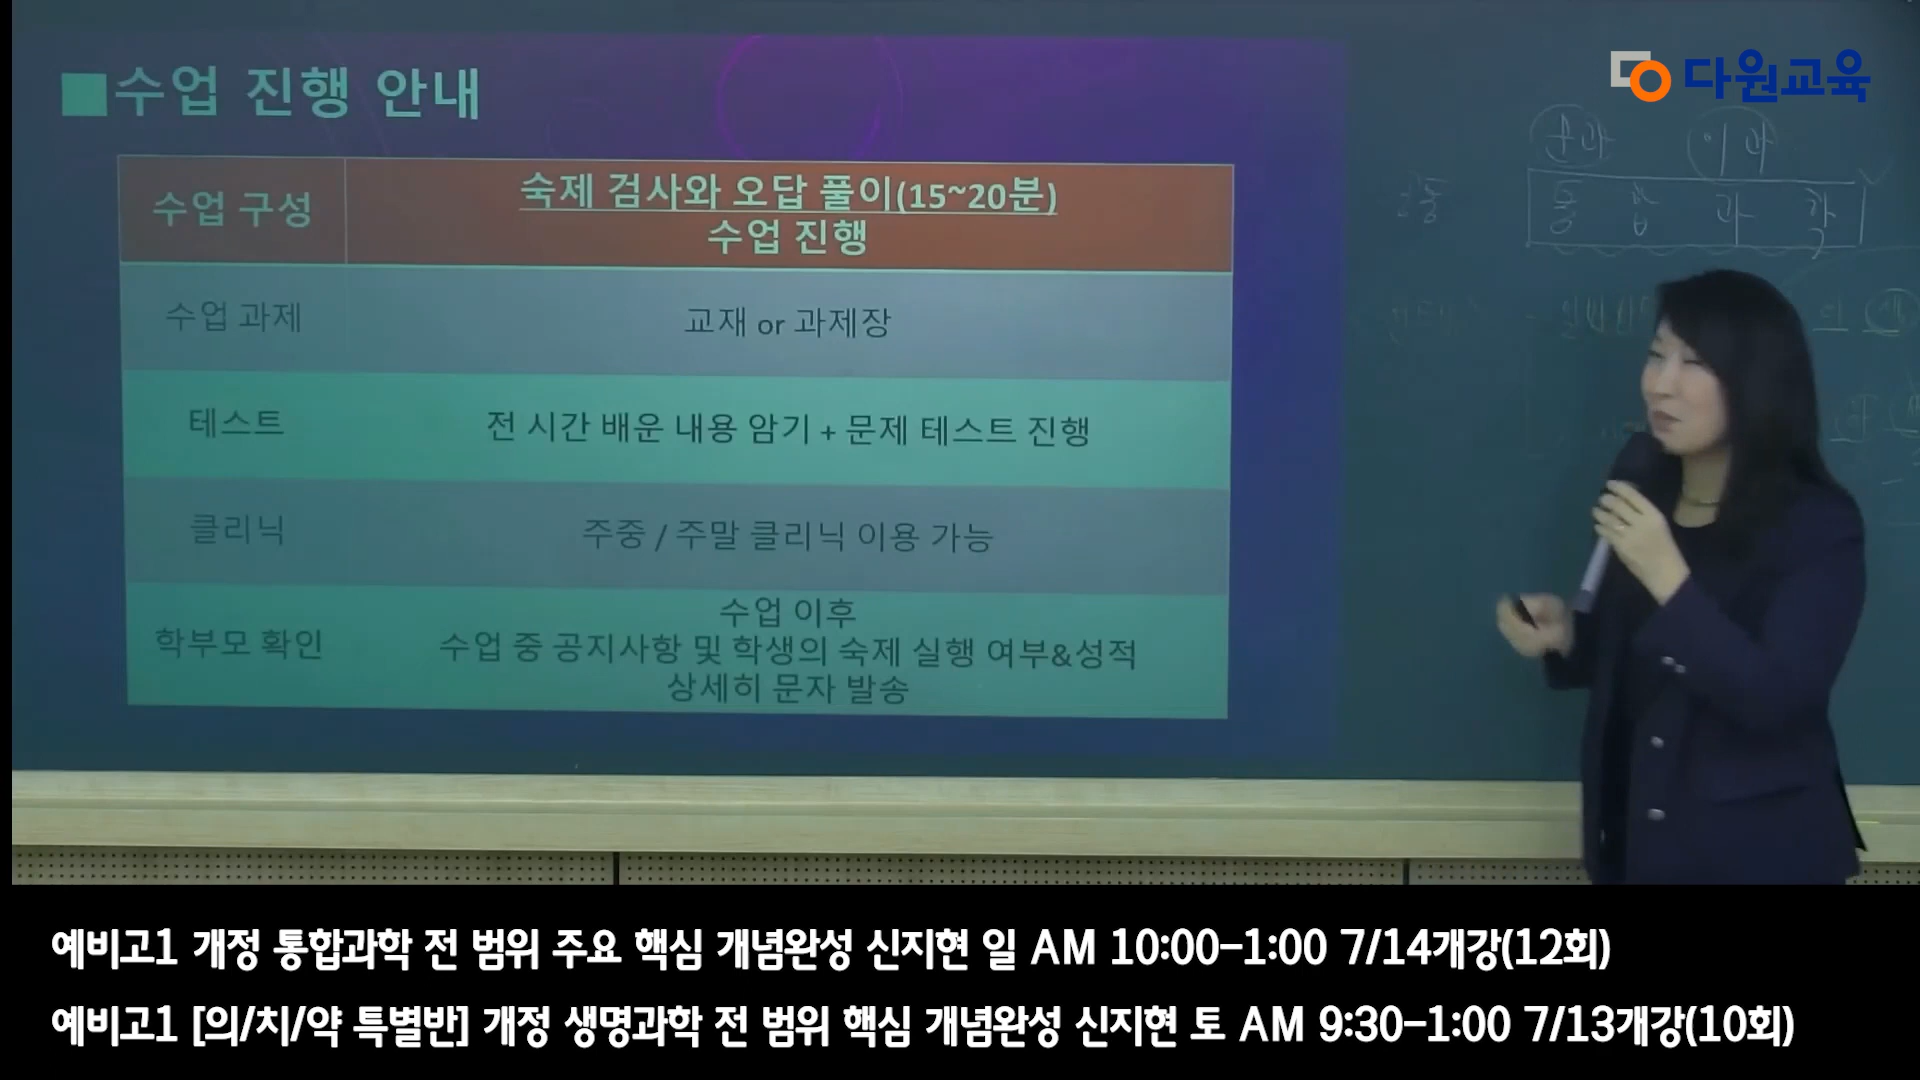 다원교육
■수업 진행 안내
수업 구성
숙제 검사와 오답 풀이(15~20분)
수업 진행
수업 과제
교재 or 과제장
테스트
전 시간 배운 내용 암기 + 문제 테스트 진행
클리닉
주중 / 주말 클리닉 이용 가능
학부모 확인
수업 이후
수업 중 공지사항 및 학생의 숙제 실행 여부&성적
상세히 문자 발송
문과 이과
통 합 과 학
예비고1 개정 통합과학 전 범위 주요 핵심 개념완성 신지현 일 AM 10:00-1:00 7/14개강(12회)
예비고1 [의/치/약 특별반] 개정 생명과학 전 범위 핵심 개념완성 신지현 토 AM 9:30-1:00 7/13개강(10회)